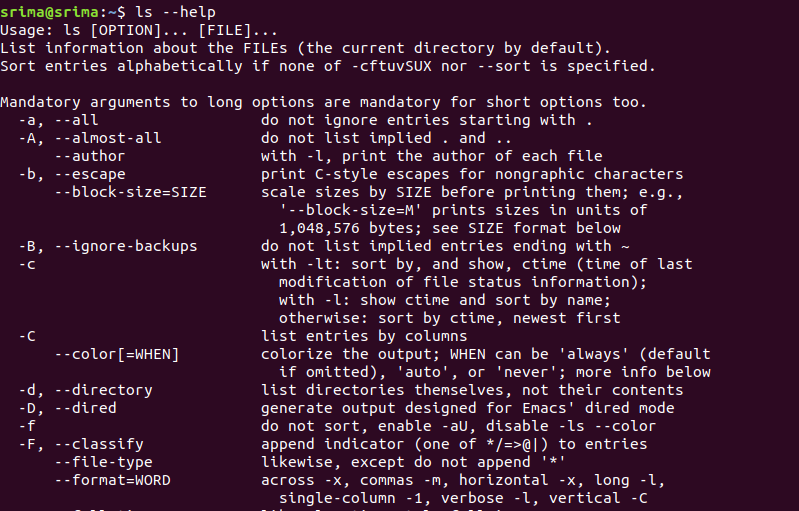 srima@srima:~$ ls --help
Usage: ls [OPTION]... [FILE]...
List information about the FILEs (the current directory by default).
Sort entries alphabetically if none of -cftuvSUX nor --sort is specified.

Mandatory arguments to long options are mandatory for short options too.
  -a, --all                  do not ignore entries starting with .
  -A, --almost-all           do not list implied . and ..
      --author               with -l, print the author of each file
  -b, --escape               print C-style escapes for nongraphic characters
      --block-size=SIZE      scale sizes by SIZE before printing them; e.g.,
                               '--block-size=M' prints sizes in units of
                               1,048,576 bytes; see SIZE format below
  -B, --ignore-backups       do not list implied entries ending with ~
  -c                         with -lt: sort by, and show, ctime (time of last
                               modification of file status information);
                               with -l: show ctime and sort by name;
                               otherwise: sort by ctime, newest first
  -C                         list entries by columns
      --color[=WHEN]         colorize the output; WHEN can be 'always' (default
                               if omitted), 'auto', or 'never'; more info below
  -d, --directory            list directories themselves, not their contents
  -D, --dired                generate output designed for Emacs' dired mode
  -f                         do not sort, enable -aU, disable -ls --color
  -F, --classify             append indicator (one of */=>@|) to entries
      --file-type            likewise, except do not append '*'
      --format=WORD          across -x, commas -m, horizontal -x, long -l,
                               single-column -1, verbose -l, vertical -C